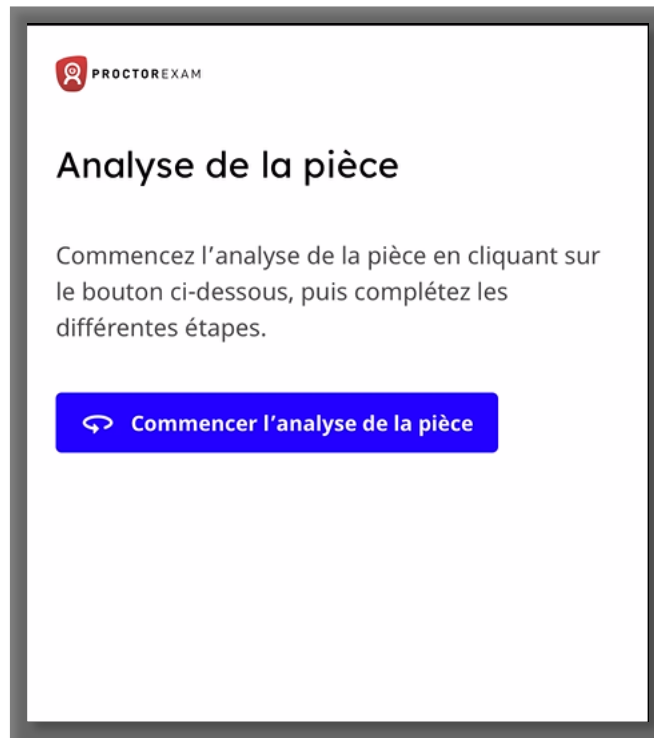 PROCTOREXAM
Analyse de la pièce
Commencez l’analyse de la pièce en cliquant sur
le bouton ci-dessous, puis complétez les
différentes étapes.
Commencer l’analyse de la pièce